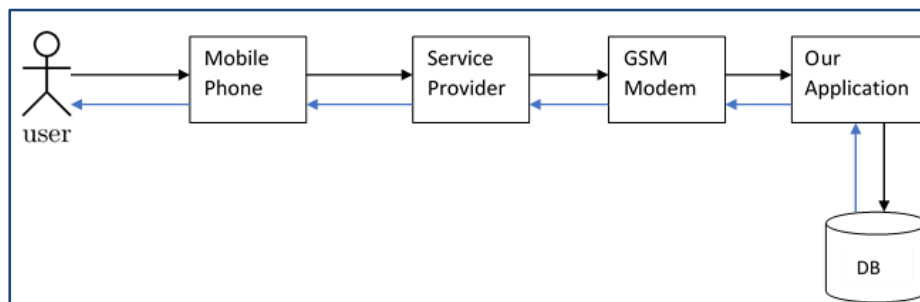 Mobile
Phone
Service
Provider
GSM
Modem
Our
Application
user
DB